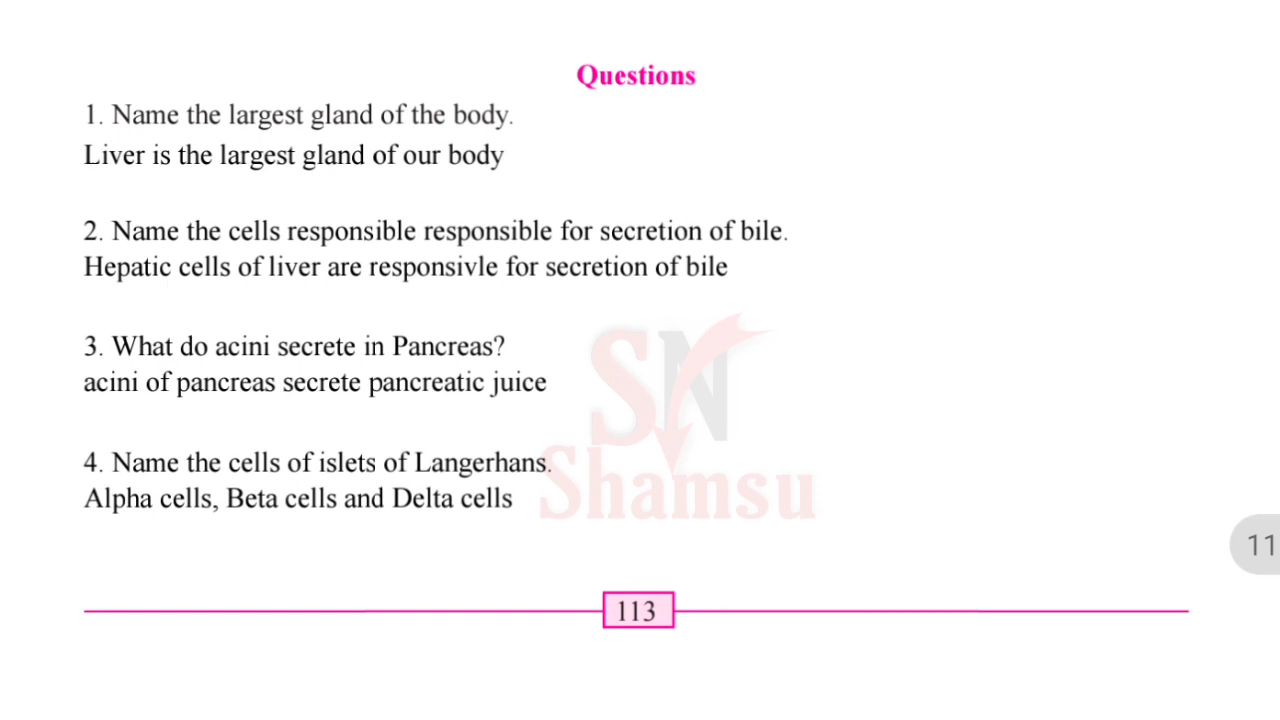 Questions
1. Name the largest gland of the body.
Liver is the largest gland of our body
2. Name the cells responsible responsible for secretion of bile.
Hepatic cells of liver are responsivle for secretion of bile
3. What do acini secrete in Pancreas?
acini of pancreas secrete pancreatic juice
SN
4. Name the cells of islets of Langerhans.
Alpha cells, Beta cells and Delta cells
Shamsu
11
113